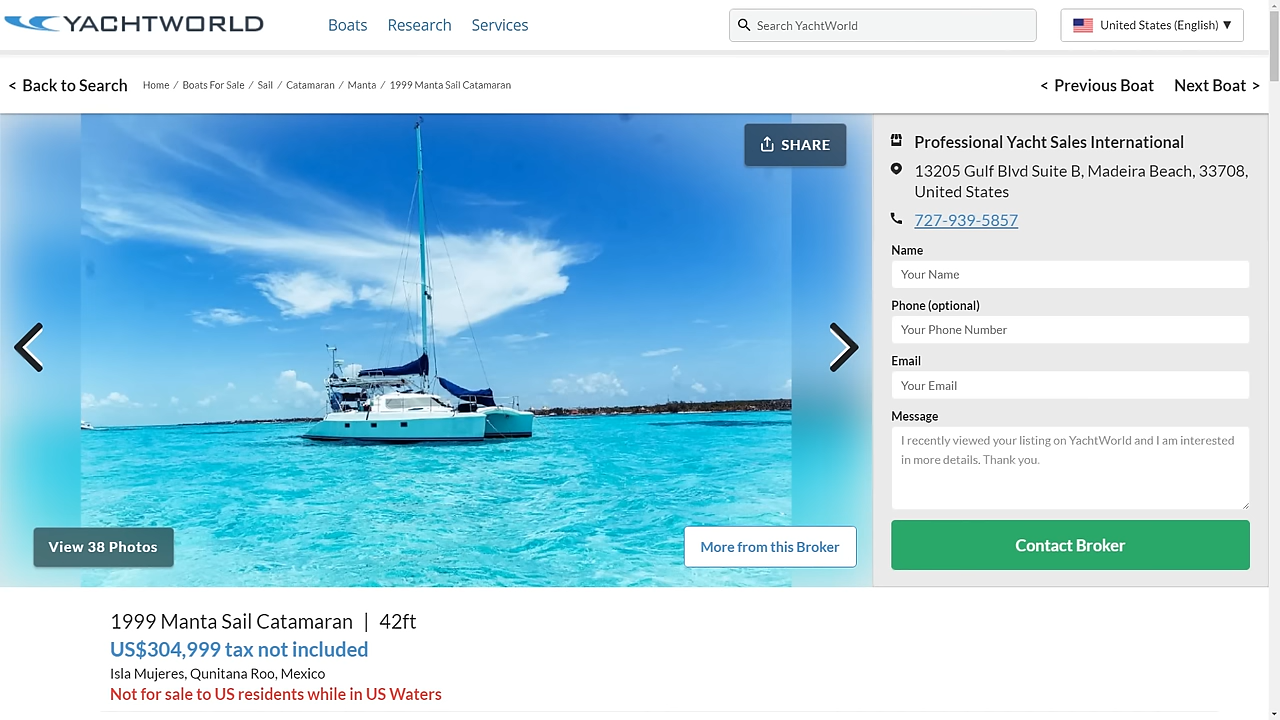 YACHTWORLD
Boats Research Services
Search YachtWorld
United States (English) ▼
< Back to Search
Home / Boats For Sale / Sail / Catamaran / Manta / 1999 Manta Sail Catamaran
< Previous Boat Next Boat >
SHARE
View 38 Photos
More from this Broker
Professional Yacht Sales International
13205 Gulf Blvd Suite B, Madeira Beach, 33708,
United States
727-939-5857
Name
Your Name
Phone (optional)
Your Phone Number
Email
Your Email
Message
I recently viewed your listing on YachtWorld and I am interested
in more details. Thank you.
Contact Broker
1999 Manta Sail Catamaran | 42ft
US$304,999 tax not included
Isla Mujeres, Qunitana Roo, Mexico
Not for sale to US residents while in US Waters